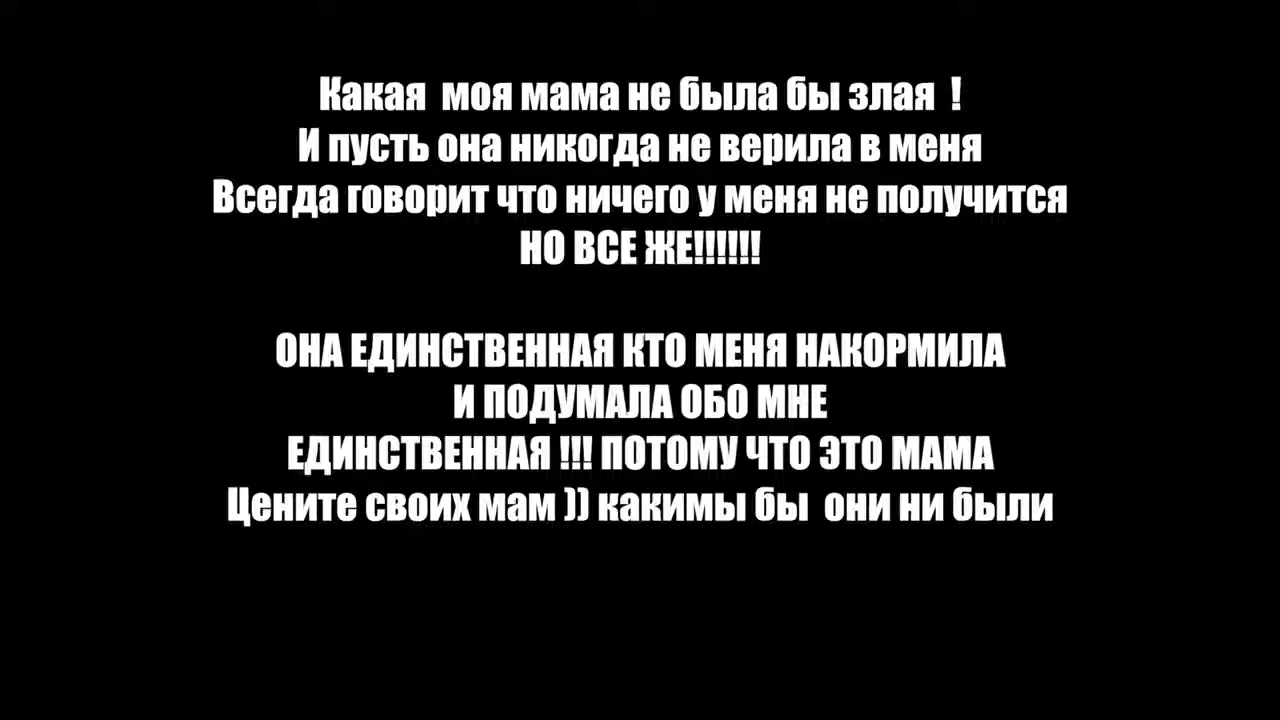 Какая  моя мама не была бы злая  !
И пусть она никогда не верила в меня
Всегда говорит что ничего у меня не получится
НО ВСЕ ЖЕ!!!!!!
ОНА ЕДИНСТВЕННАЯ КТО МЕНЯ НАКОРМИЛА
И ПОДУМАЛА ОБО МНЕ
ЕДИНСТВЕННАЯ !!! ПОТОМУ ЧТО ЭТО МАМА
Цените своих мам )) какимы бы  они ни были